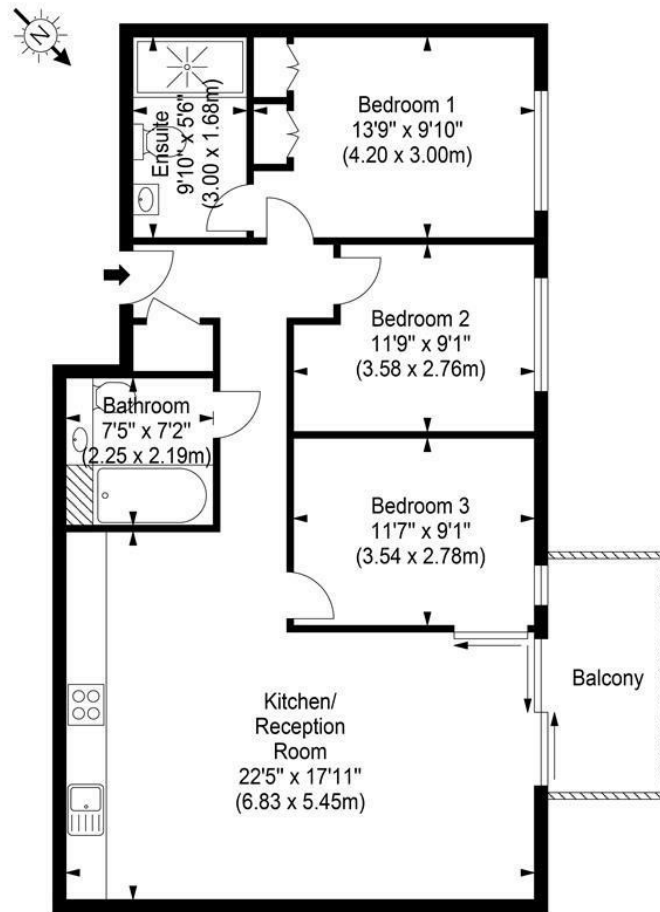 N
Ensuite
9'10" x 5'6"
(3.00 x 1.68m)
Bedroom 1
13'9" x 9'10"
(4.20 x 3.00m)
Bedroom 2
11'9" x 9'1"
(3.58 x 2.76m)
Bathroom
7'5" x 7'2"
(2.25 x 2.19m)
Bedroom 3
11'7" x 9'1"
(3.54 x 2.78m)
Balcony
Kitchen/
Reception
Room
22'5" x 17'11"
(6.83 x 5.45m)